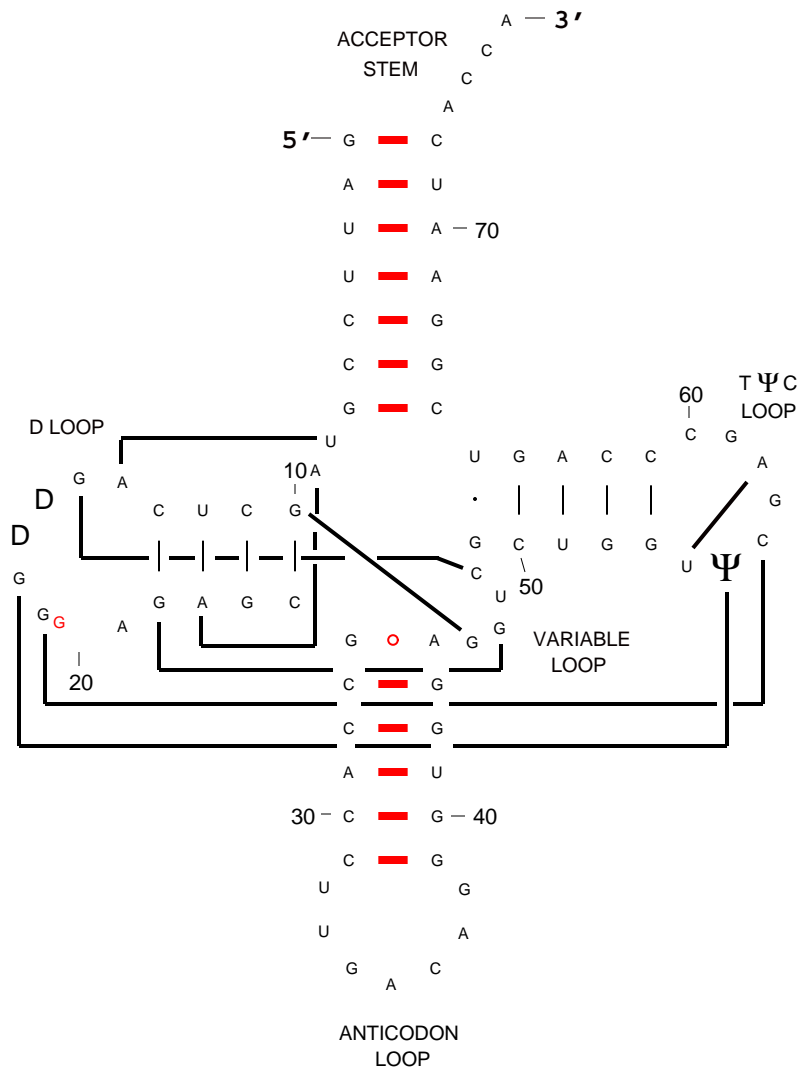 A 3′
ACCEPTOR C
STEM C
A
5′ G C
A U
U A 70
U A
C G
C G 60 T Ψ C
G C LOOP
D LOOP U C G
U G A C C A
G A 10 A
D C U C G G
D G C U G G U Ψ C
G C 50
G G A G A C U
G A G A G G VARIABLE
20 C G LOOP
C G
A U
30 C G 40
C G
U G
U A
G C
A
ANTICODON
LOOP